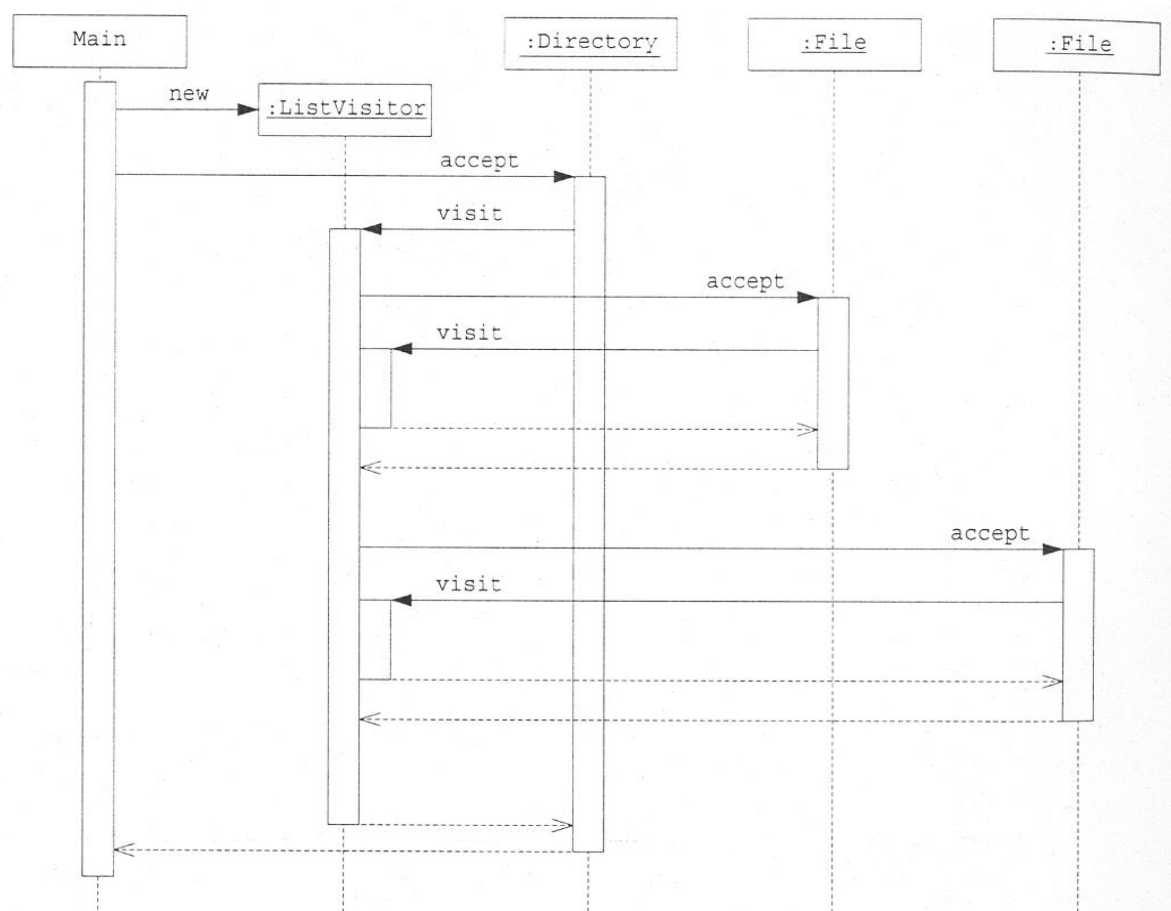 Main
:Directory
:File
:File
new
:ListVisitor
accept
visit
accept
visit
accept
visit